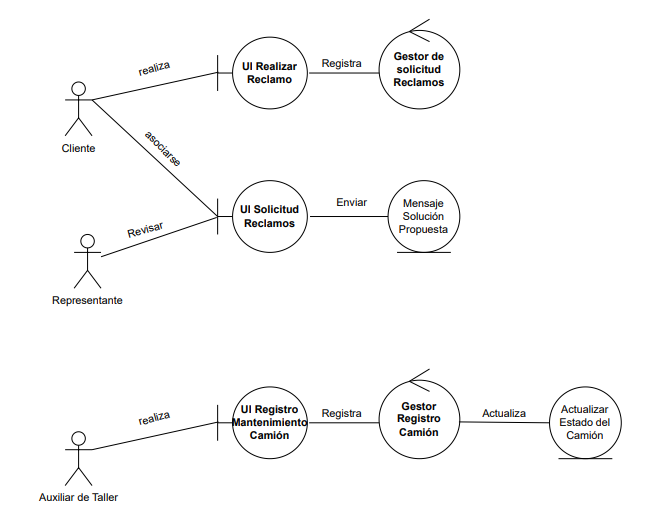 realiza
UI Realizar
Reclamo
Registra
Gestor de
solicitud
Reclamos
Cliente
asociarse
Revisar
UI Solicitud
Reclamos
Enviar
Mensaje
Solución
Propuesta
Representante
realiza
UI Registro
Mantenimiento
Camión
Registra
Gestor
Registro
Camión
Actualiza
Actualizar
Estado del
Camión
Auxiliar de Taller